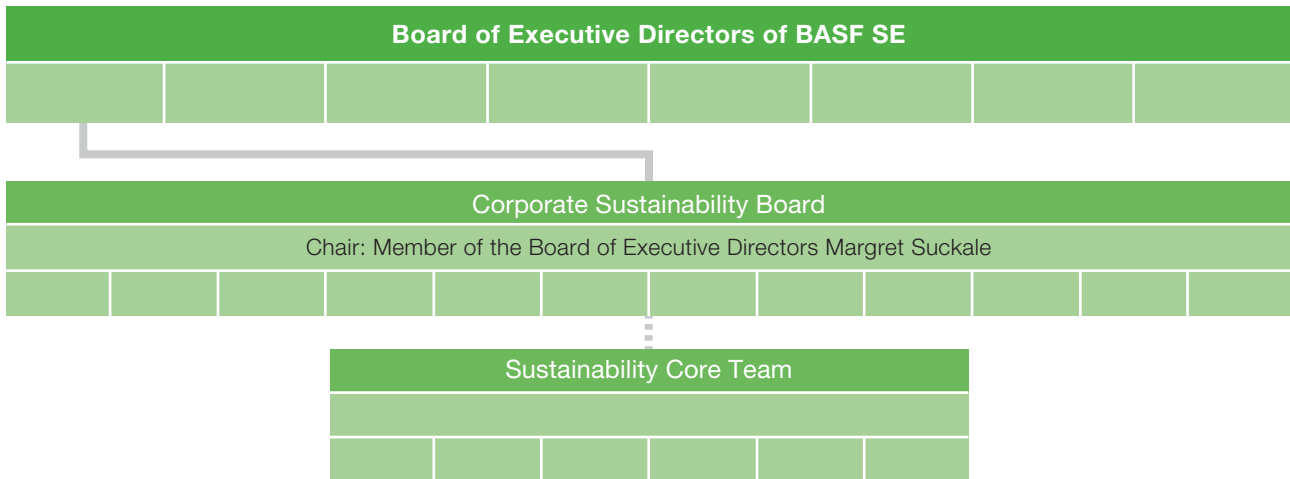 Board of Executive Directors of BASF SE
Corporate Sustainability Board
Chair: Member of the Board of Executive Directors Margret Suckale
Sustainability Core Team